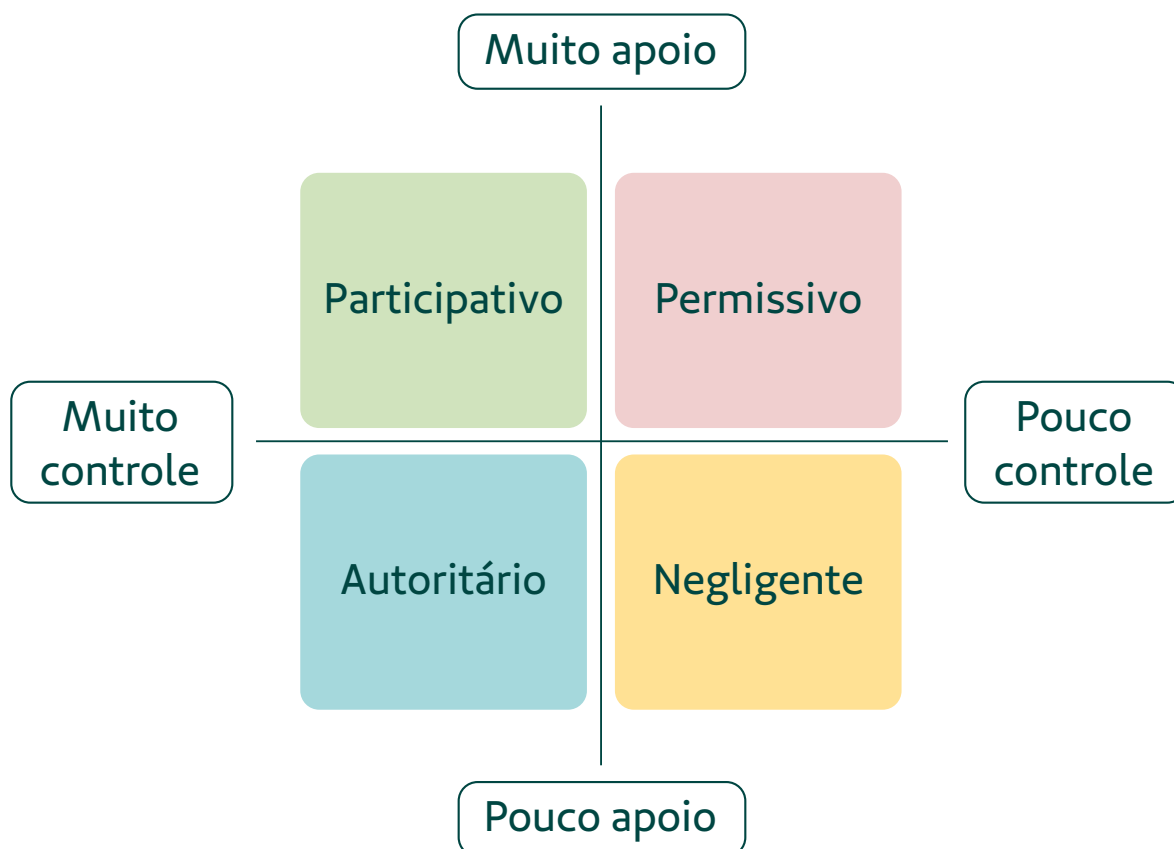 Muito apoio
Participativo
Permissivo
Muito
controle
Pouco
controle
Autoritário
Negligente
Pouco apoio